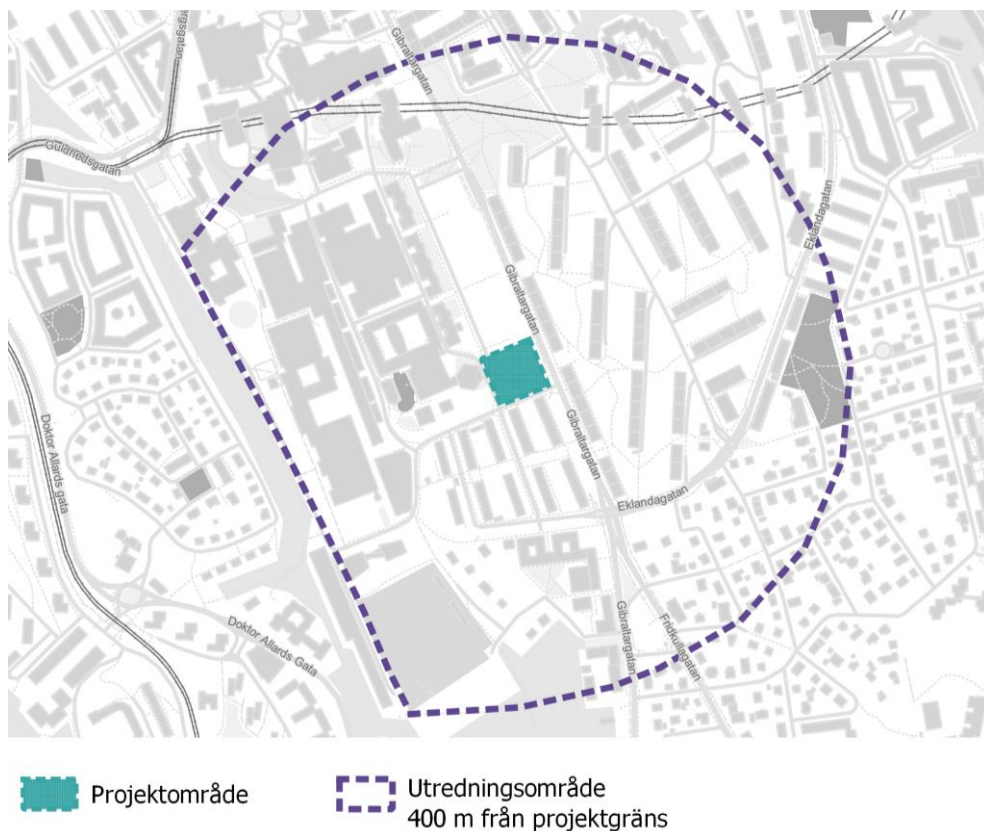 Gibraltargatan
ergsgatan
Guldhedsgatan
Eklandagatan
Gibraltargatan
Doktor Allards gata
Gibraltargatan
Eklandagatan
Doktor Allards Gata
Gibraltargatan
Fridkullagatan
Projektområde
Utredningsområde
400 m från projektgräns